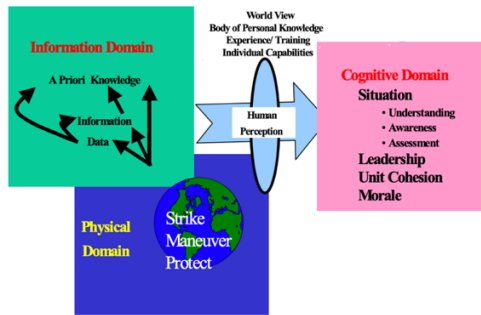 World View
Body of Personal Knowledge
Experience/ Training
Individual Capabilities
Information Domain
A Priori Knowledge
Information
Data
Human
Perception
Cognitive Domain
Situation
• Understanding
• Awareness
• Assessment
Leadership
Unit Cohesion
Morale
Physical
Domain
Strike
Maneuver
Protect